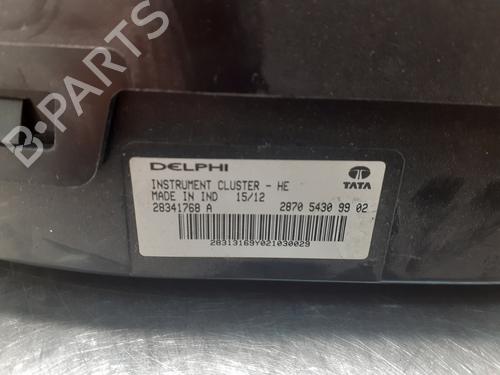 B-PARTS
DELPHI
INSTRUMENT CLUSTER - HE
MADE IN IND 15/12
28341768 A
TATA
2870 5430 99 02
28313169Y021030029